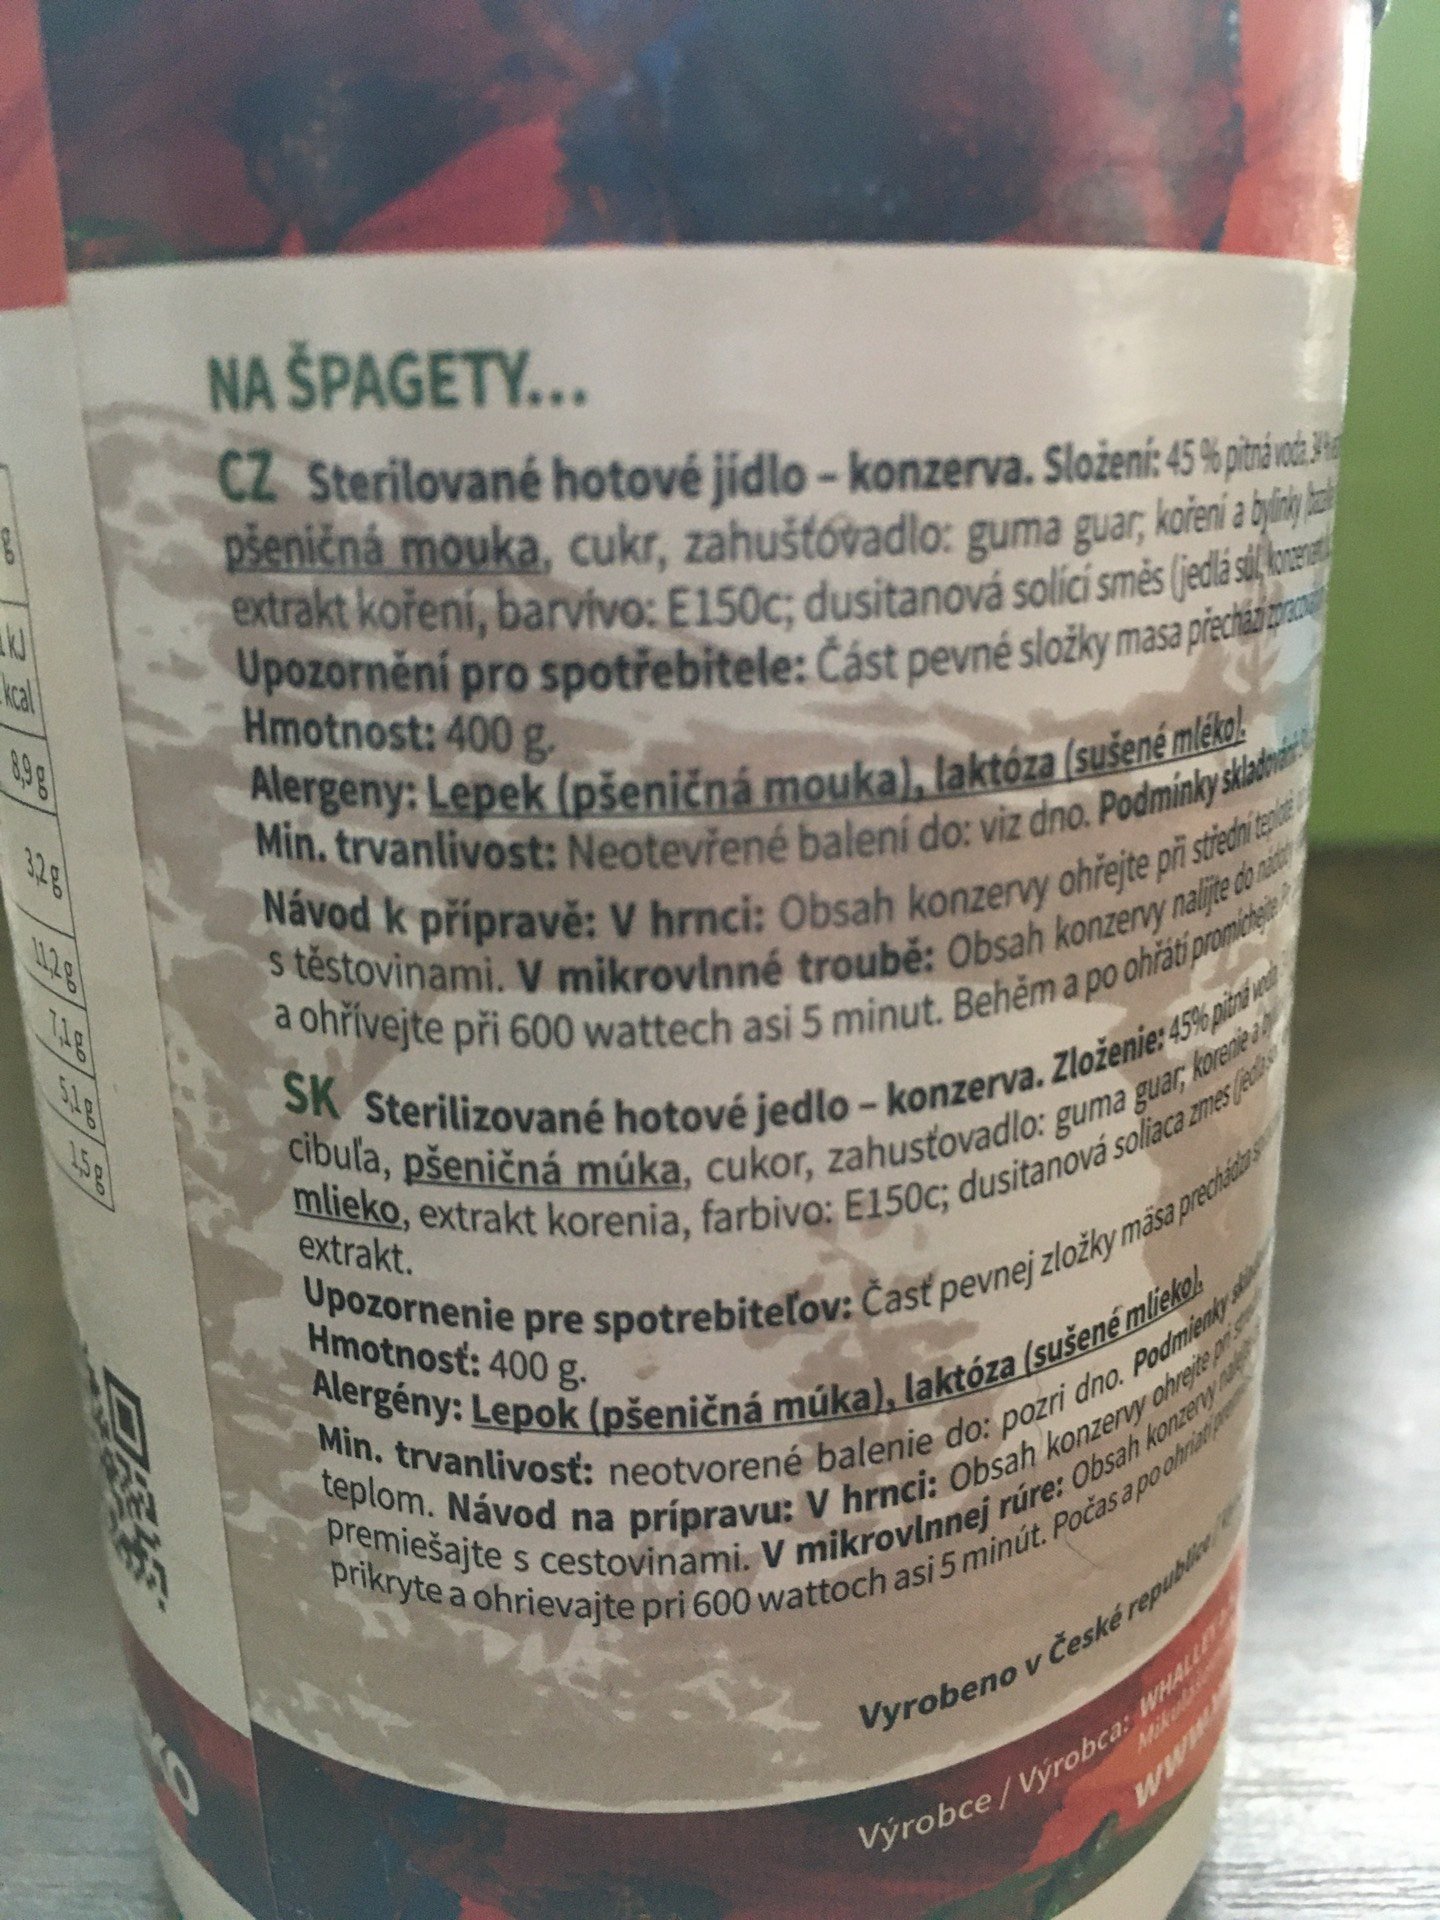 g
kJ
kcal
8,9 g
3,2 g
11,2 g
7,1 g
5,1 g
1,5 g
NA ŠPAGETY...
CZ Sterilované hotové jídlo – konzerva. Složení: 45 % pitná voda, 34 %
pšeničná mouka, cukr, zahušťovadlo: guma guar; koření a bylinky
extrakt koření, barvivo: E150c; dusitanová solící směs (jedlá sůl, konzervant
Upozornění pro spotřebitele: Část pevné složky masa přechází
Hmotnost: 400 g.
Alergeny: Lepek (pšeničná mouka), laktóza (sušené mléko).
Min. trvanlivost: Neotevřené balení do: viz dno. Podmínky skladování:
Návod k přípravě: V hrnci: Obsah konzervy ohřejte při střední teplotě
s těstovinami. V mikrovlnné troubě: Obsah konzervy nalijte do nádoby
a ohřívejte při 600 wattech asi 5 minut. Behěm a po ohřátí promíchejte.
SK Sterilizované hotové jedlo – konzerva. Zloženie: 45% pitná voda,
cibuľa, pšeničná múka, cukor, zahusťovadlo: guma guar; korenie a
mlieko, extrakt korenia, farbivo: E150c; dusitanová soliaca zmes (jedlá
extrakt.
Upozornenie pre spotrebiteľov: Časť pevnej zložky mäsa prechádza
Hmotnosť: 400 g.
Alergény: Lepok (pšeničná múka), laktóza (sušené mlieko).
Min. trvanlivosť: neotvorené balenie do: pozri dno. Podmienky
teplom. Návod na prípravu: V hrnci: Obsah konzervy ohrejte pri
premiešajte s cestovinami. V mikrovlnnej rúre: Obsah konzervy
prikryte a ohrievajte pri 600 wattoch asi 5 minút. Počas a po ohriatí
Vyrobeno v České republice /
Výrobce / Výrobca: WHALLEY
www.